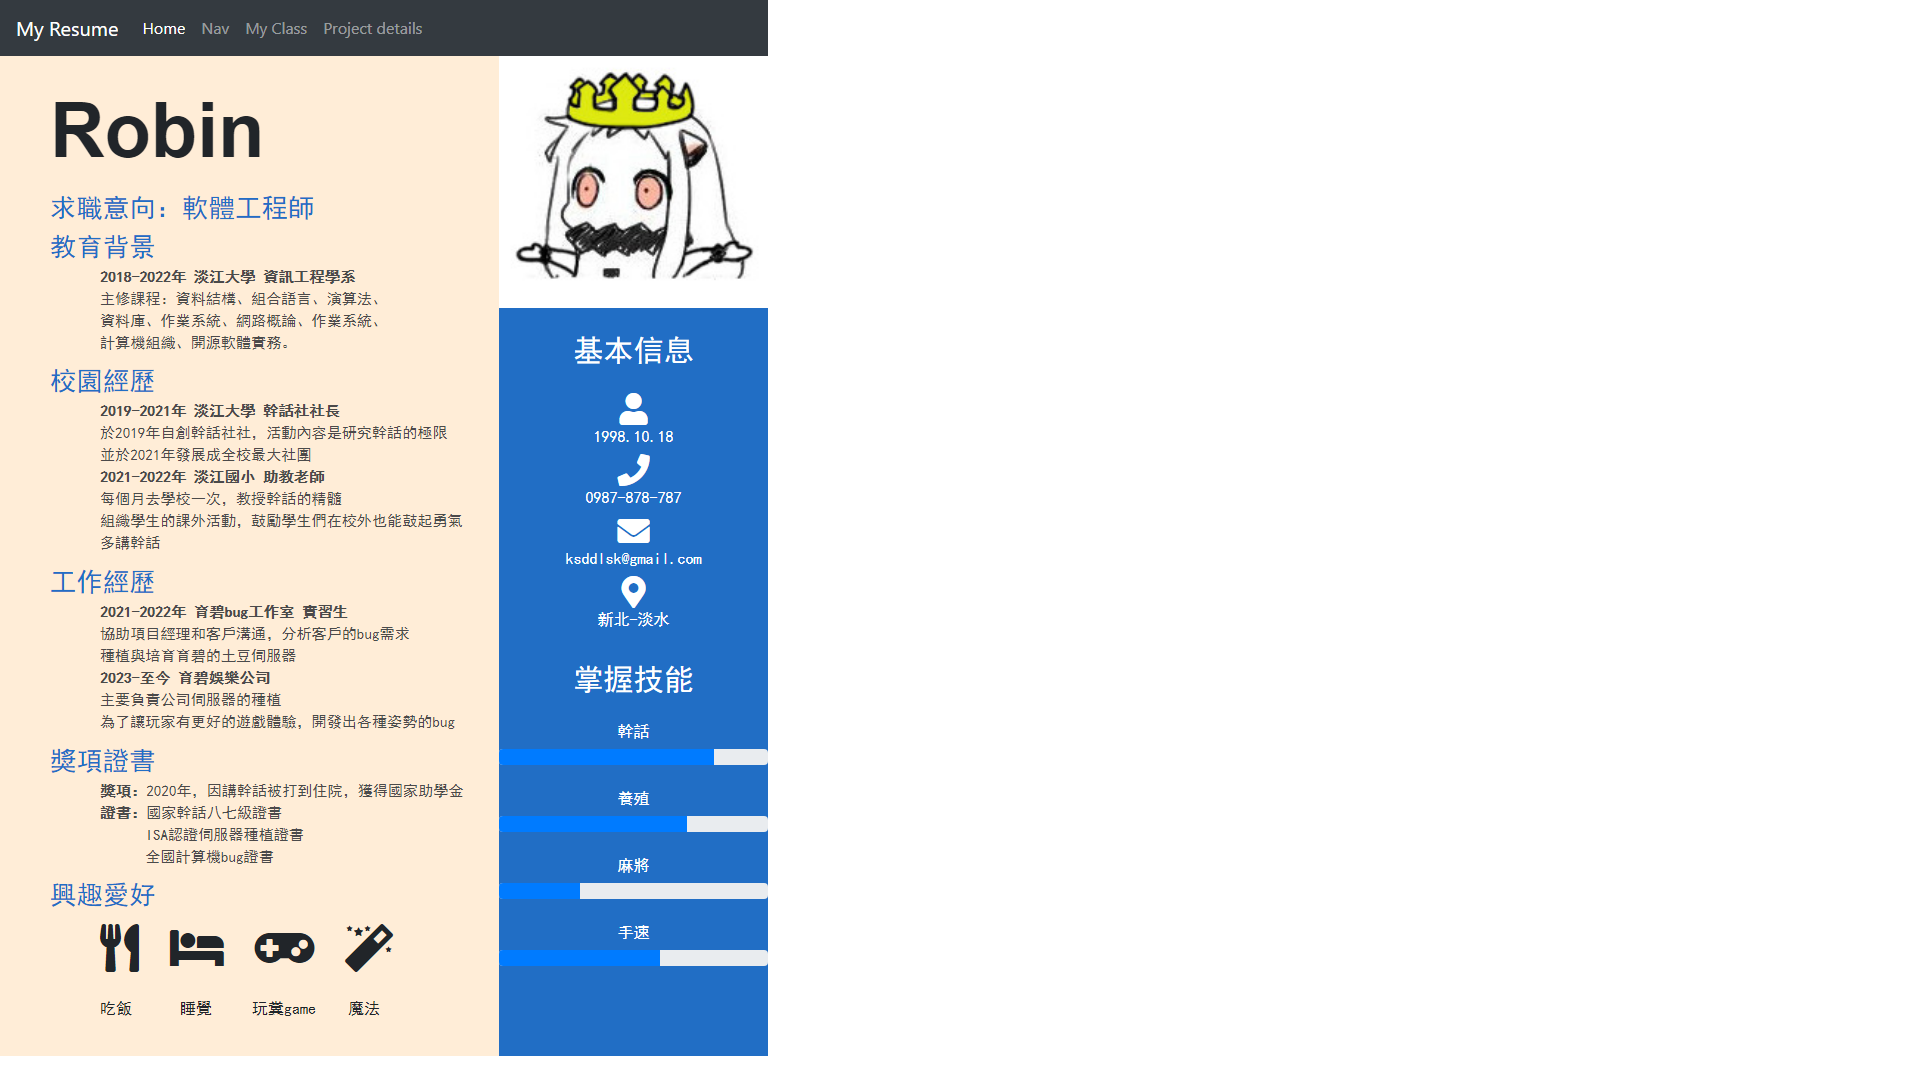 My Resume Home Nav My Class Project details
Robin
求職意向：軟體工程師
教育背景
2018-2022年 淡江大學 資訊工程學系
主修課程：資料結構、組合語言、演算法、
資料庫、作業系統、網路概論、作業系統、
計算機組織、開源軟體實務。
校園經歷
2019-2021年 淡江大學 幹話社社長
於2019年自創幹話社社，活動內容是研究幹話的極限
並於2021年發展成全校最大社團
2021-2022年 淡江國小 助教老師
每個月去學校一次，教授幹話的精髓
組織學生的課外活動，鼓勵學生們在校外也能鼓起勇氣
多講幹話
工作經歷
2021-2022年 育碧bug工作室 實習生
協助項目經理和客戶溝通，分析客戶的bug需求
種植與培育育碧的土豆伺服器
2023-至今 育碧娛樂公司
主要負責公司伺服器的種植
為了讓玩家有更好的遊戲體驗，開發出各種姿勢的bug
獎項證書
獎項：2020年，因講幹話被打到住院，獲得國家助學金
證書：國家幹話八七級證書
ISA認證伺服器種植證書
全國計算機bug證書
興趣愛好
吃飯 睡覺 玩糞game 魔法
基本信息
1998.10.18
0987-878-787
ksddlsk@gmail.com
新北-淡水
掌握技能
幹話
養殖
麻將
手速